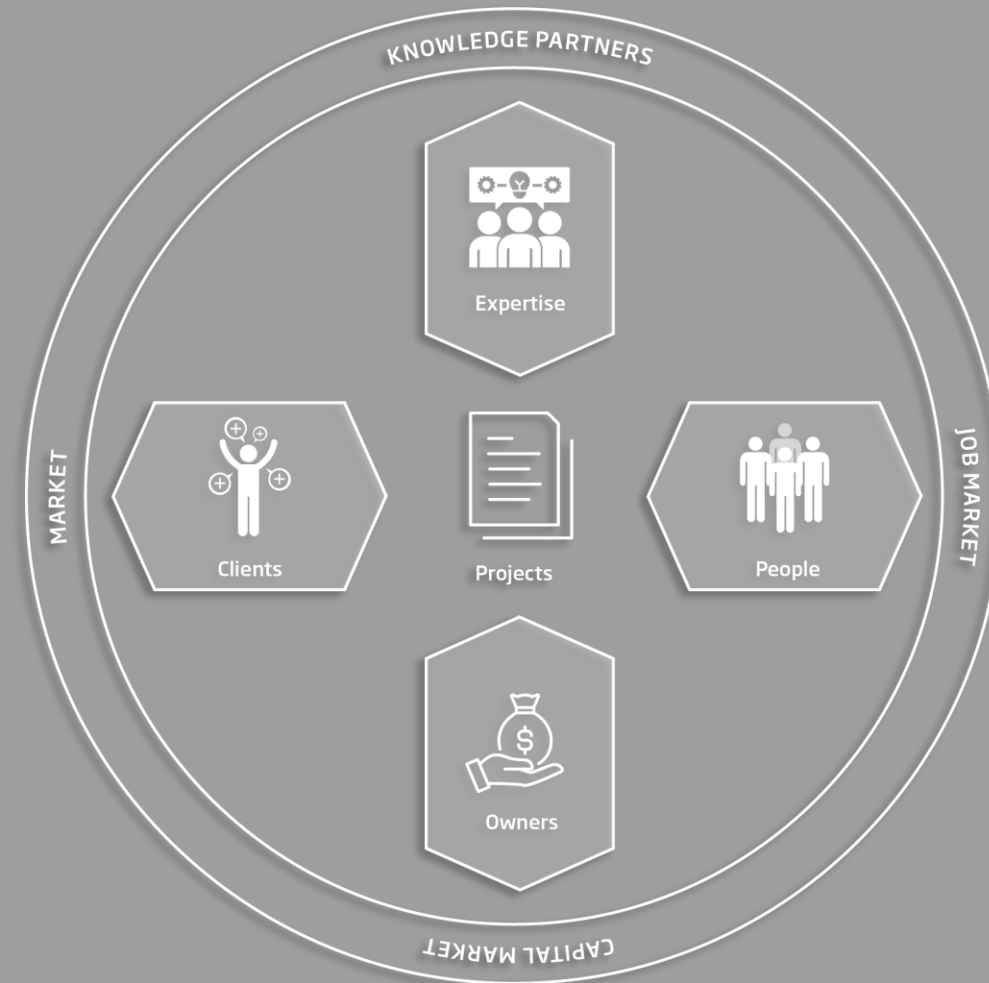 KNOWLEDGE PARTNERS
Expertise
MARKET
Clients
Projects
People
JOB MARKET
$
Owners
CAPITAL MARKET